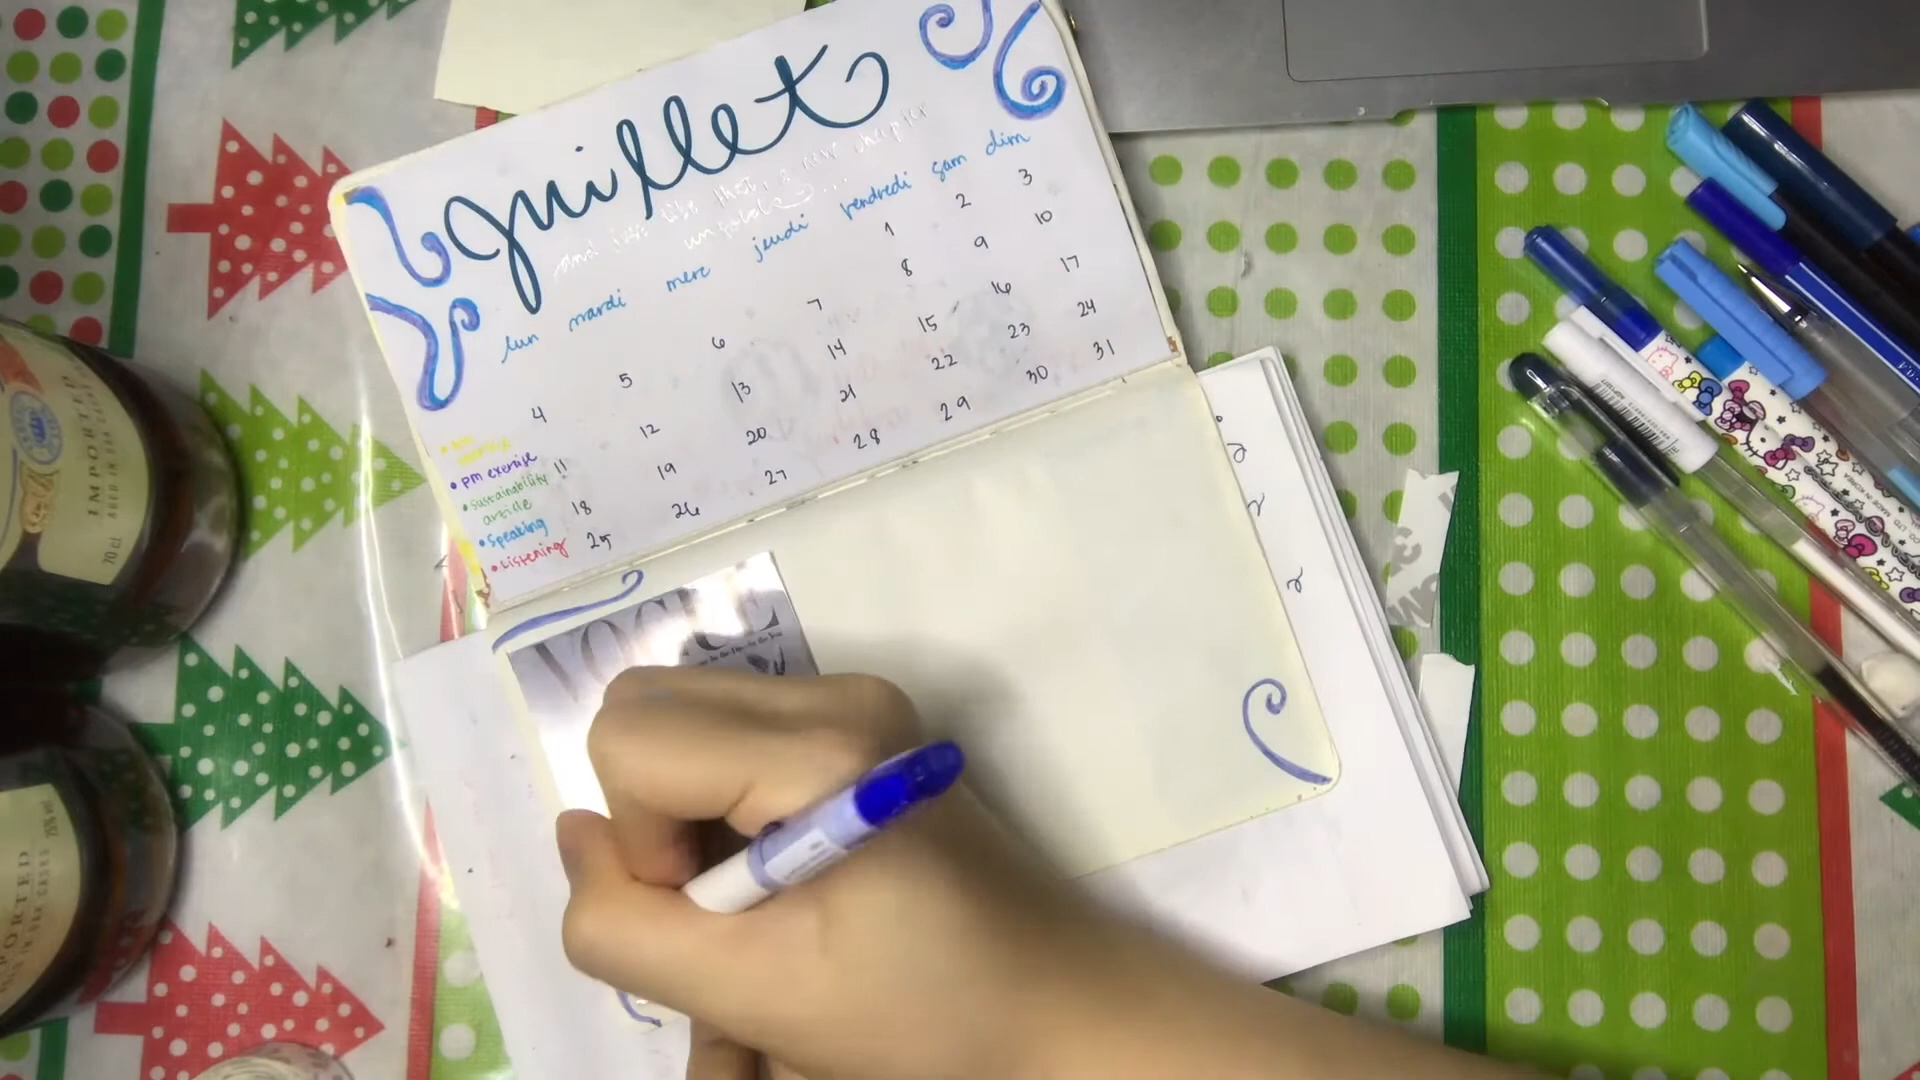 Juillet
and just like that, a new chapter
unfolds...
lun mardi merc jeudi vendredi sam dim
1 2 3
4 5 6 7 8 9 10
11 12 13 14 15 16 17
18 19 20 21 22 23 24
25 26 27 28 29 30 31
• pm exercise
• sustainability
article
• speaking
• listening
VOGUE
IMPORTED
70 cl